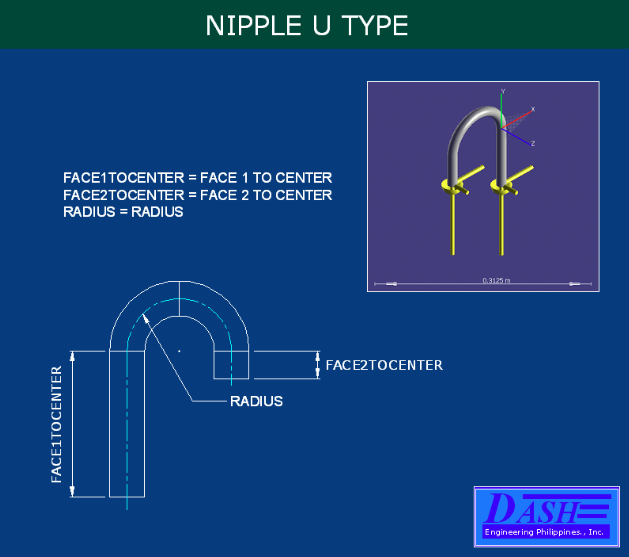 NIPPLE U TYPE
Y
X
Z
FACE1TOCENTER = FACE 1 TO CENTER
FACE2TOCENTER = FACE 2 TO CENTER
RADIUS = RADIUS
0.3125 m
FACE2TOCENTER
RADIUS
FACE1TOCENTER
DASH
Engineering Philippines., Inc.